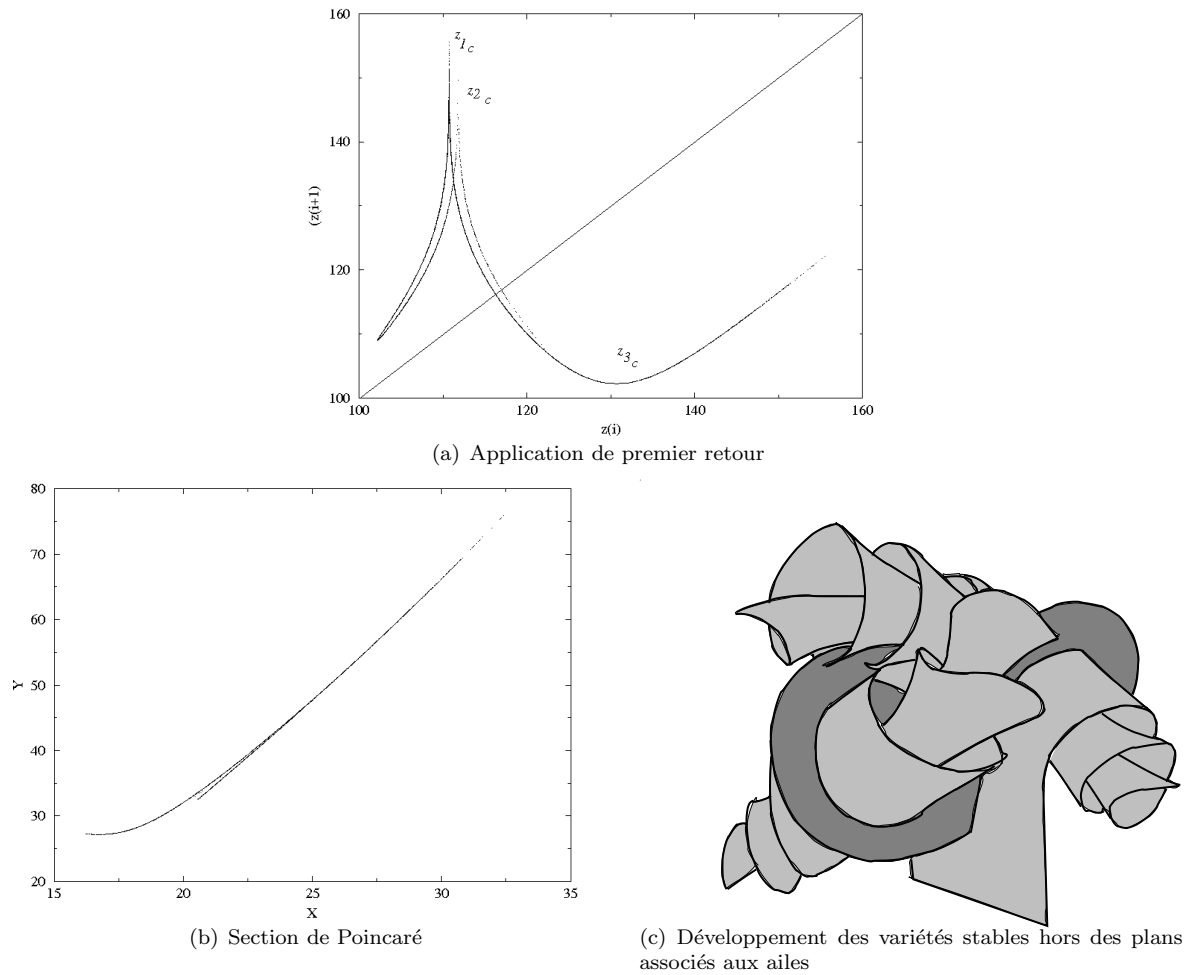 160
140
120
100
(z(i+1)
z1c
z2c
z3c
100 120 140 160
z(i)
(a) Application de premier retour
80
70
60
50
40
30
20
Y
15 20 25 30 35
X
(b) Section de Poincaré
(c) Développement des variétés stables hors des plans
associés aux ailes